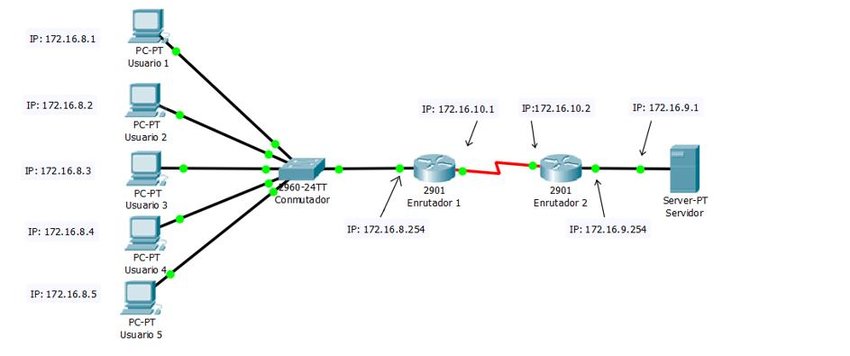 IP: 172.16.8.1
PC-PT
Usuario 1
IP: 172.16.8.2
PC-PT
Usuario 2
IP: 172.16.8.3
PC-PT
Usuario 3
IP: 172.16.8.4
PC-PT
Usuario 4
IP: 172.16.8.5
PC-PT
Usuario 5
2960-24TT
Conmutador
IP: 172.16.8.254
2901
Enrutador 1
IP: 172.16.10.1
IP:172.16.10.2
2901
Enrutador 2
IP: 172.16.9.254
IP: 172.16.9.1
Server-PT
Servidor